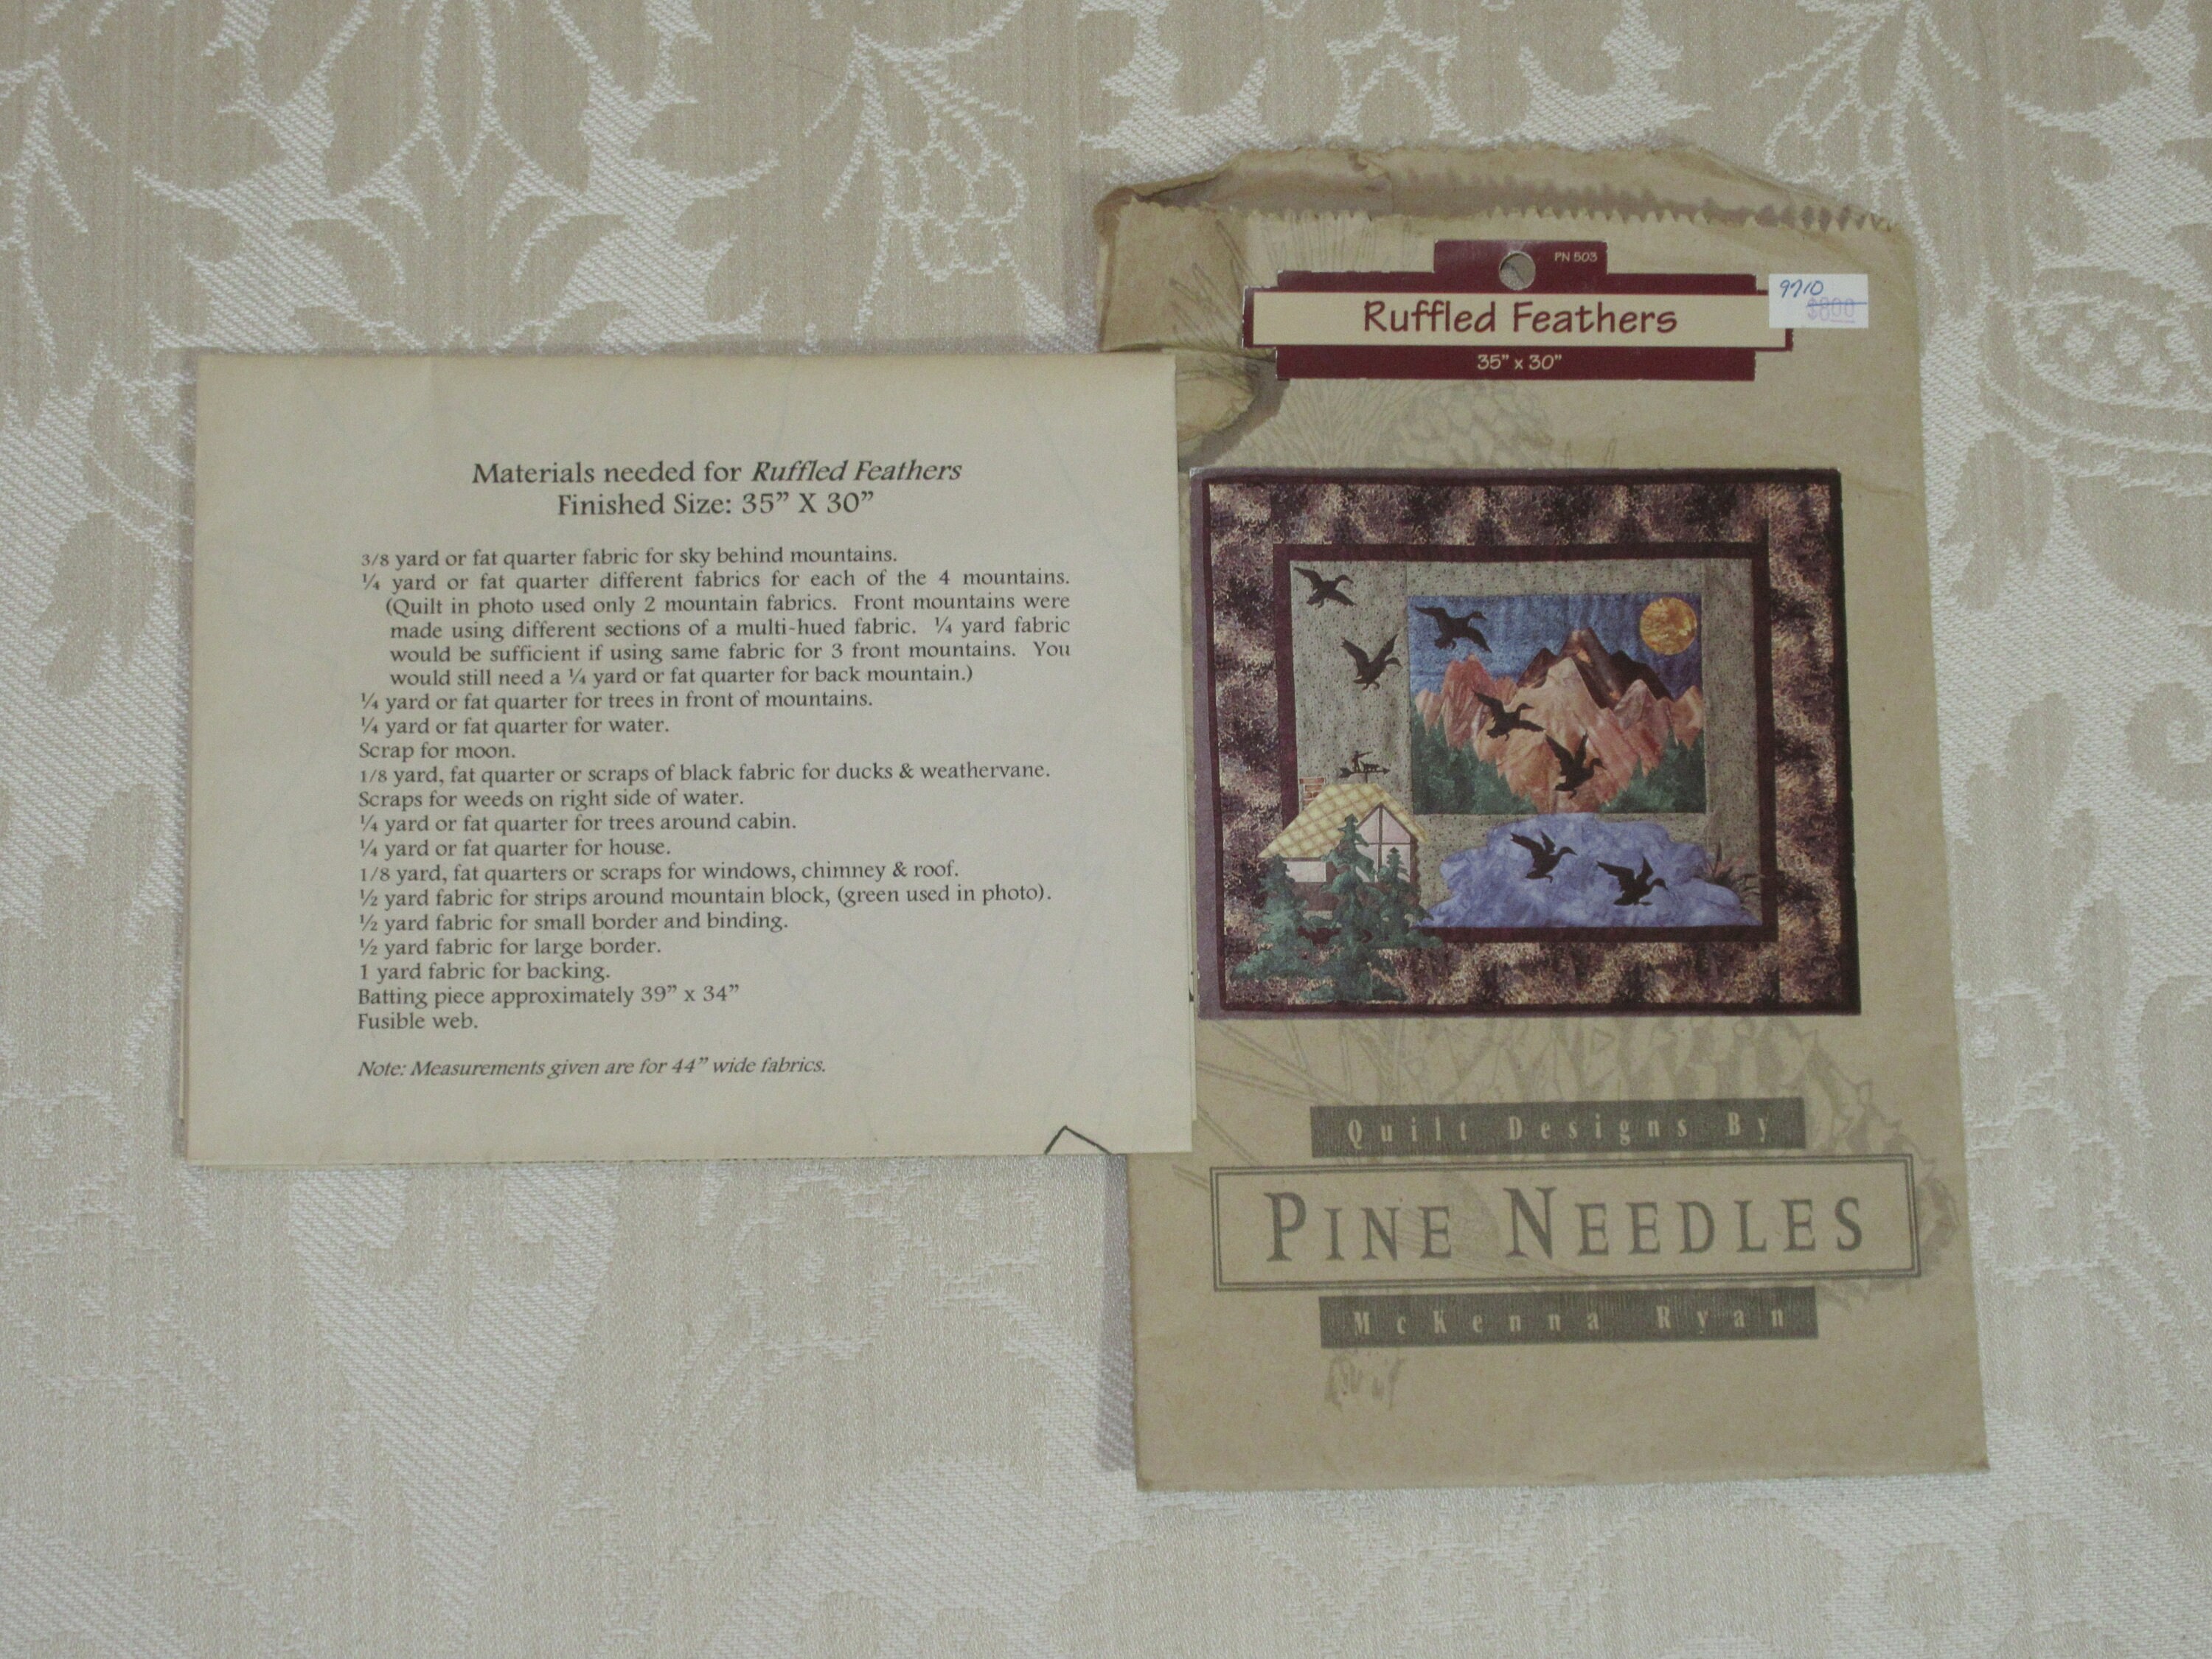 Materials needed for Ruffled Feathers
Finished Size: 35” X 30”
3/8 yard or fat quarter fabric for sky behind mountains.
¼ yard or fat quarter different fabrics for each of the 4 mountains.
(Quilt in photo used only 2 mountain fabrics. Front mountains were
made using different sections of a multi-hued fabric. ¼ yard fabric
would be sufficient if using same fabric for 3 front mountains. You
would still need a ¼ yard or fat quarter for back mountain.)
¼ yard or fat quarter for trees in front of mountains.
¼ yard or fat quarter for water.
Scrap for moon.
1/8 yard, fat quarter or scraps of black fabric for ducks & weathervane.
Scraps for weeds on right side of water.
¼ yard or fat quarter for trees around cabin.
¼ yard or fat quarter for house.
1/8 yard, fat quarters or scraps for windows, chimney & roof.
½ yard fabric for strips around mountain block, (green used in photo).
½ yard fabric for small border and binding.
½ yard fabric for large border.
1 yard fabric for backing.
Batting piece approximately 39” x 34”
Fusible web.
Note: Measurements given are for 44” wide fabrics.
PN 503
Ruffled Feathers
35” x 30”
9710
$800
Quilt Designs By
PINE NEEDLES
McKenna Ryan